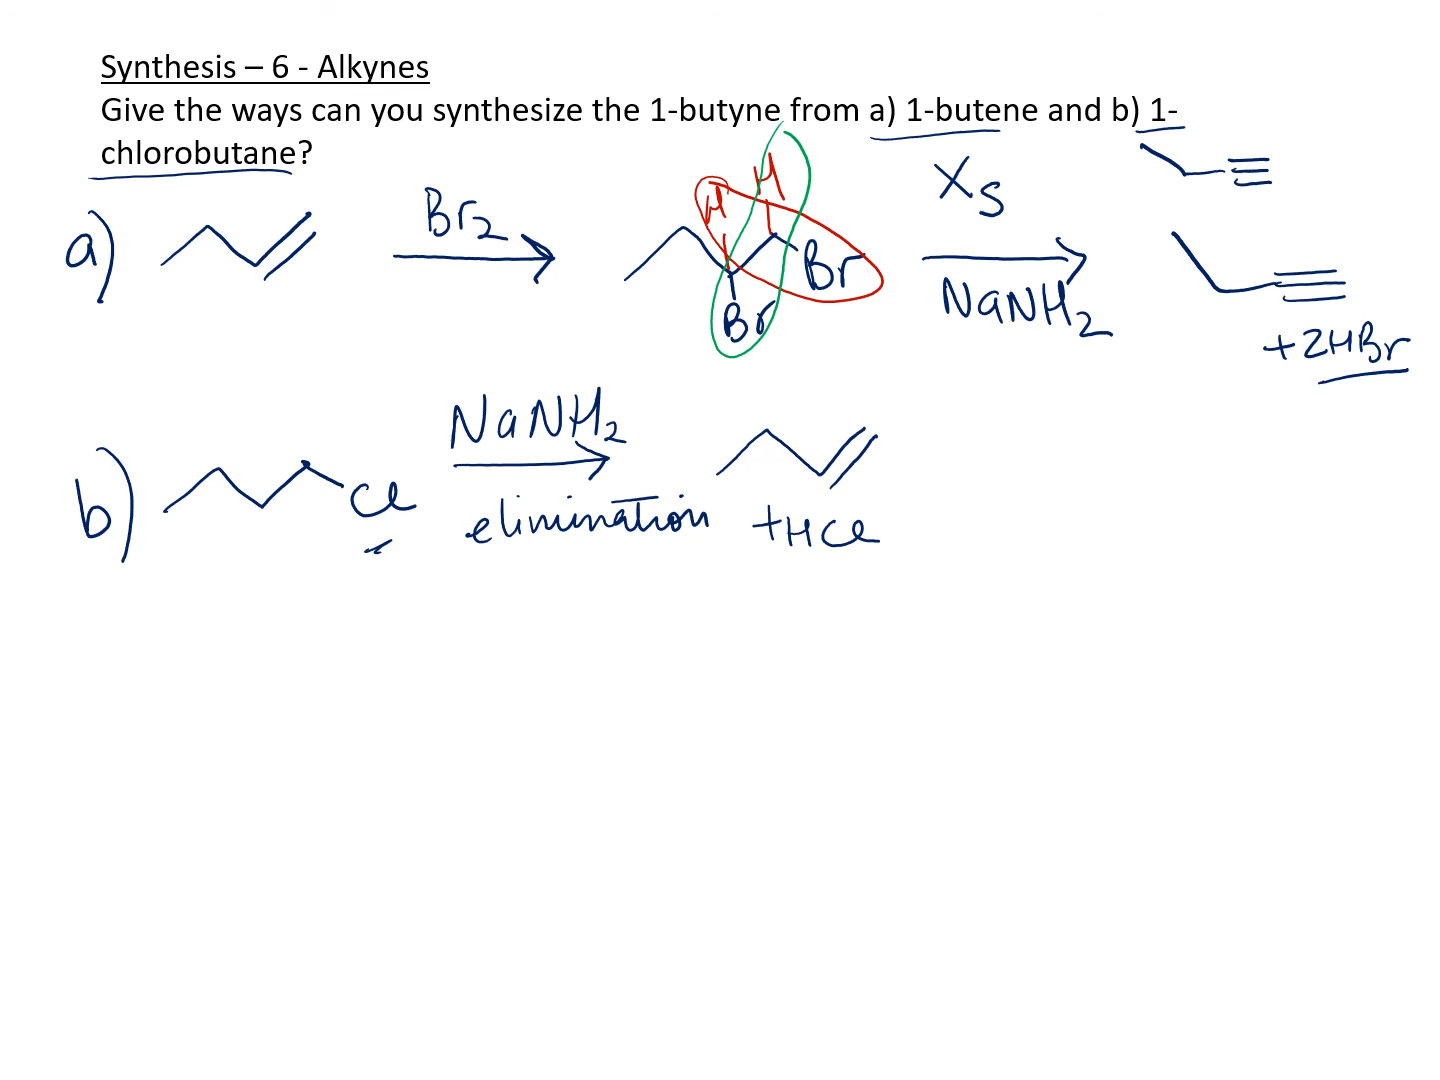 Synthesis – 6 - Alkynes
Give the ways can you synthesize the 1-butyne from a) 1-butene and b) 1-
chlorobutane?
a) Br2 H H Br Br XS NaNH2
+2HBr
b) Cl NaNH2
elimination +HCl